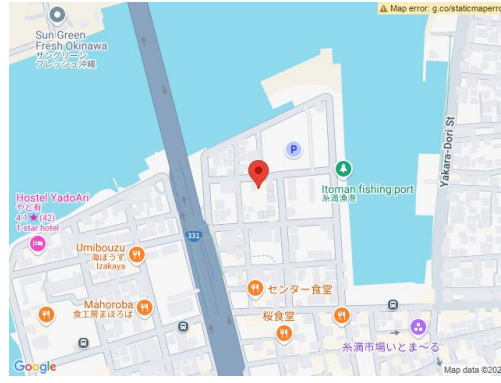 Map error: g.co/staticmaperro
Sun Green
Fresh Okinawa
サングリーン
フレッシュ沖縄
Yakara-Dori St
P
Itoman fishing port
糸満漁港
Hostel YadoAri
やど有
4.1 ★ (42)
1-star hotel
331
Umibouzu
海ぼうず
Izakaya
センター食堂
Mahoroba
食工房まほろば
桜食堂
糸満市場いとま〜る
Google
Map data ©202